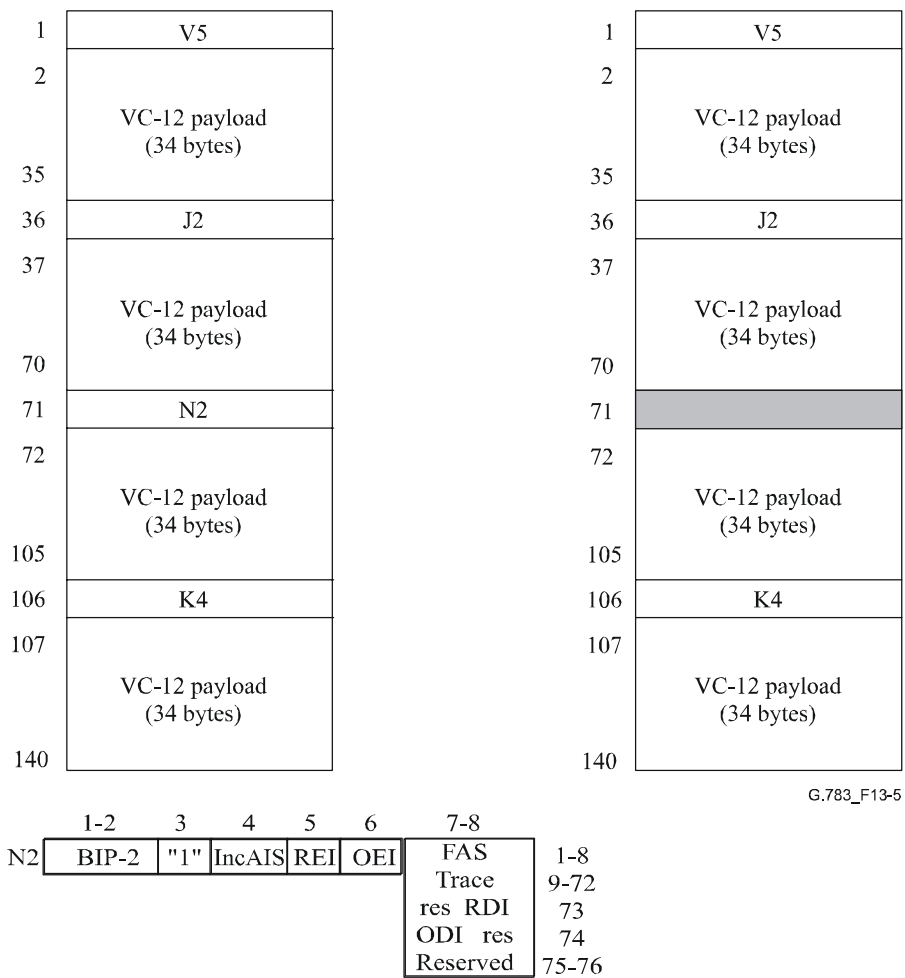 1 V5 1 V5
2 2
VC-12 payload VC-12 payload
(34 bytes) (34 bytes)
35 35
36 J2 36 J2
37 37
VC-12 payload VC-12 payload
(34 bytes) (34 bytes)
70 70
71 N2 71
72 72
VC-12 payload VC-12 payload
(34 bytes) (34 bytes)
105 105
106 K4 106 K4
107 107
VC-12 payload VC-12 payload
(34 bytes) (34 bytes)
140 140
G.783_F13-5
1-2 3 4 5 6 7-8
N2 BIP-2 "1" IncAIS REI OEI FAS 1-8
Trace 9-72
res RDI 73
ODI res 74
Reserved 75-76